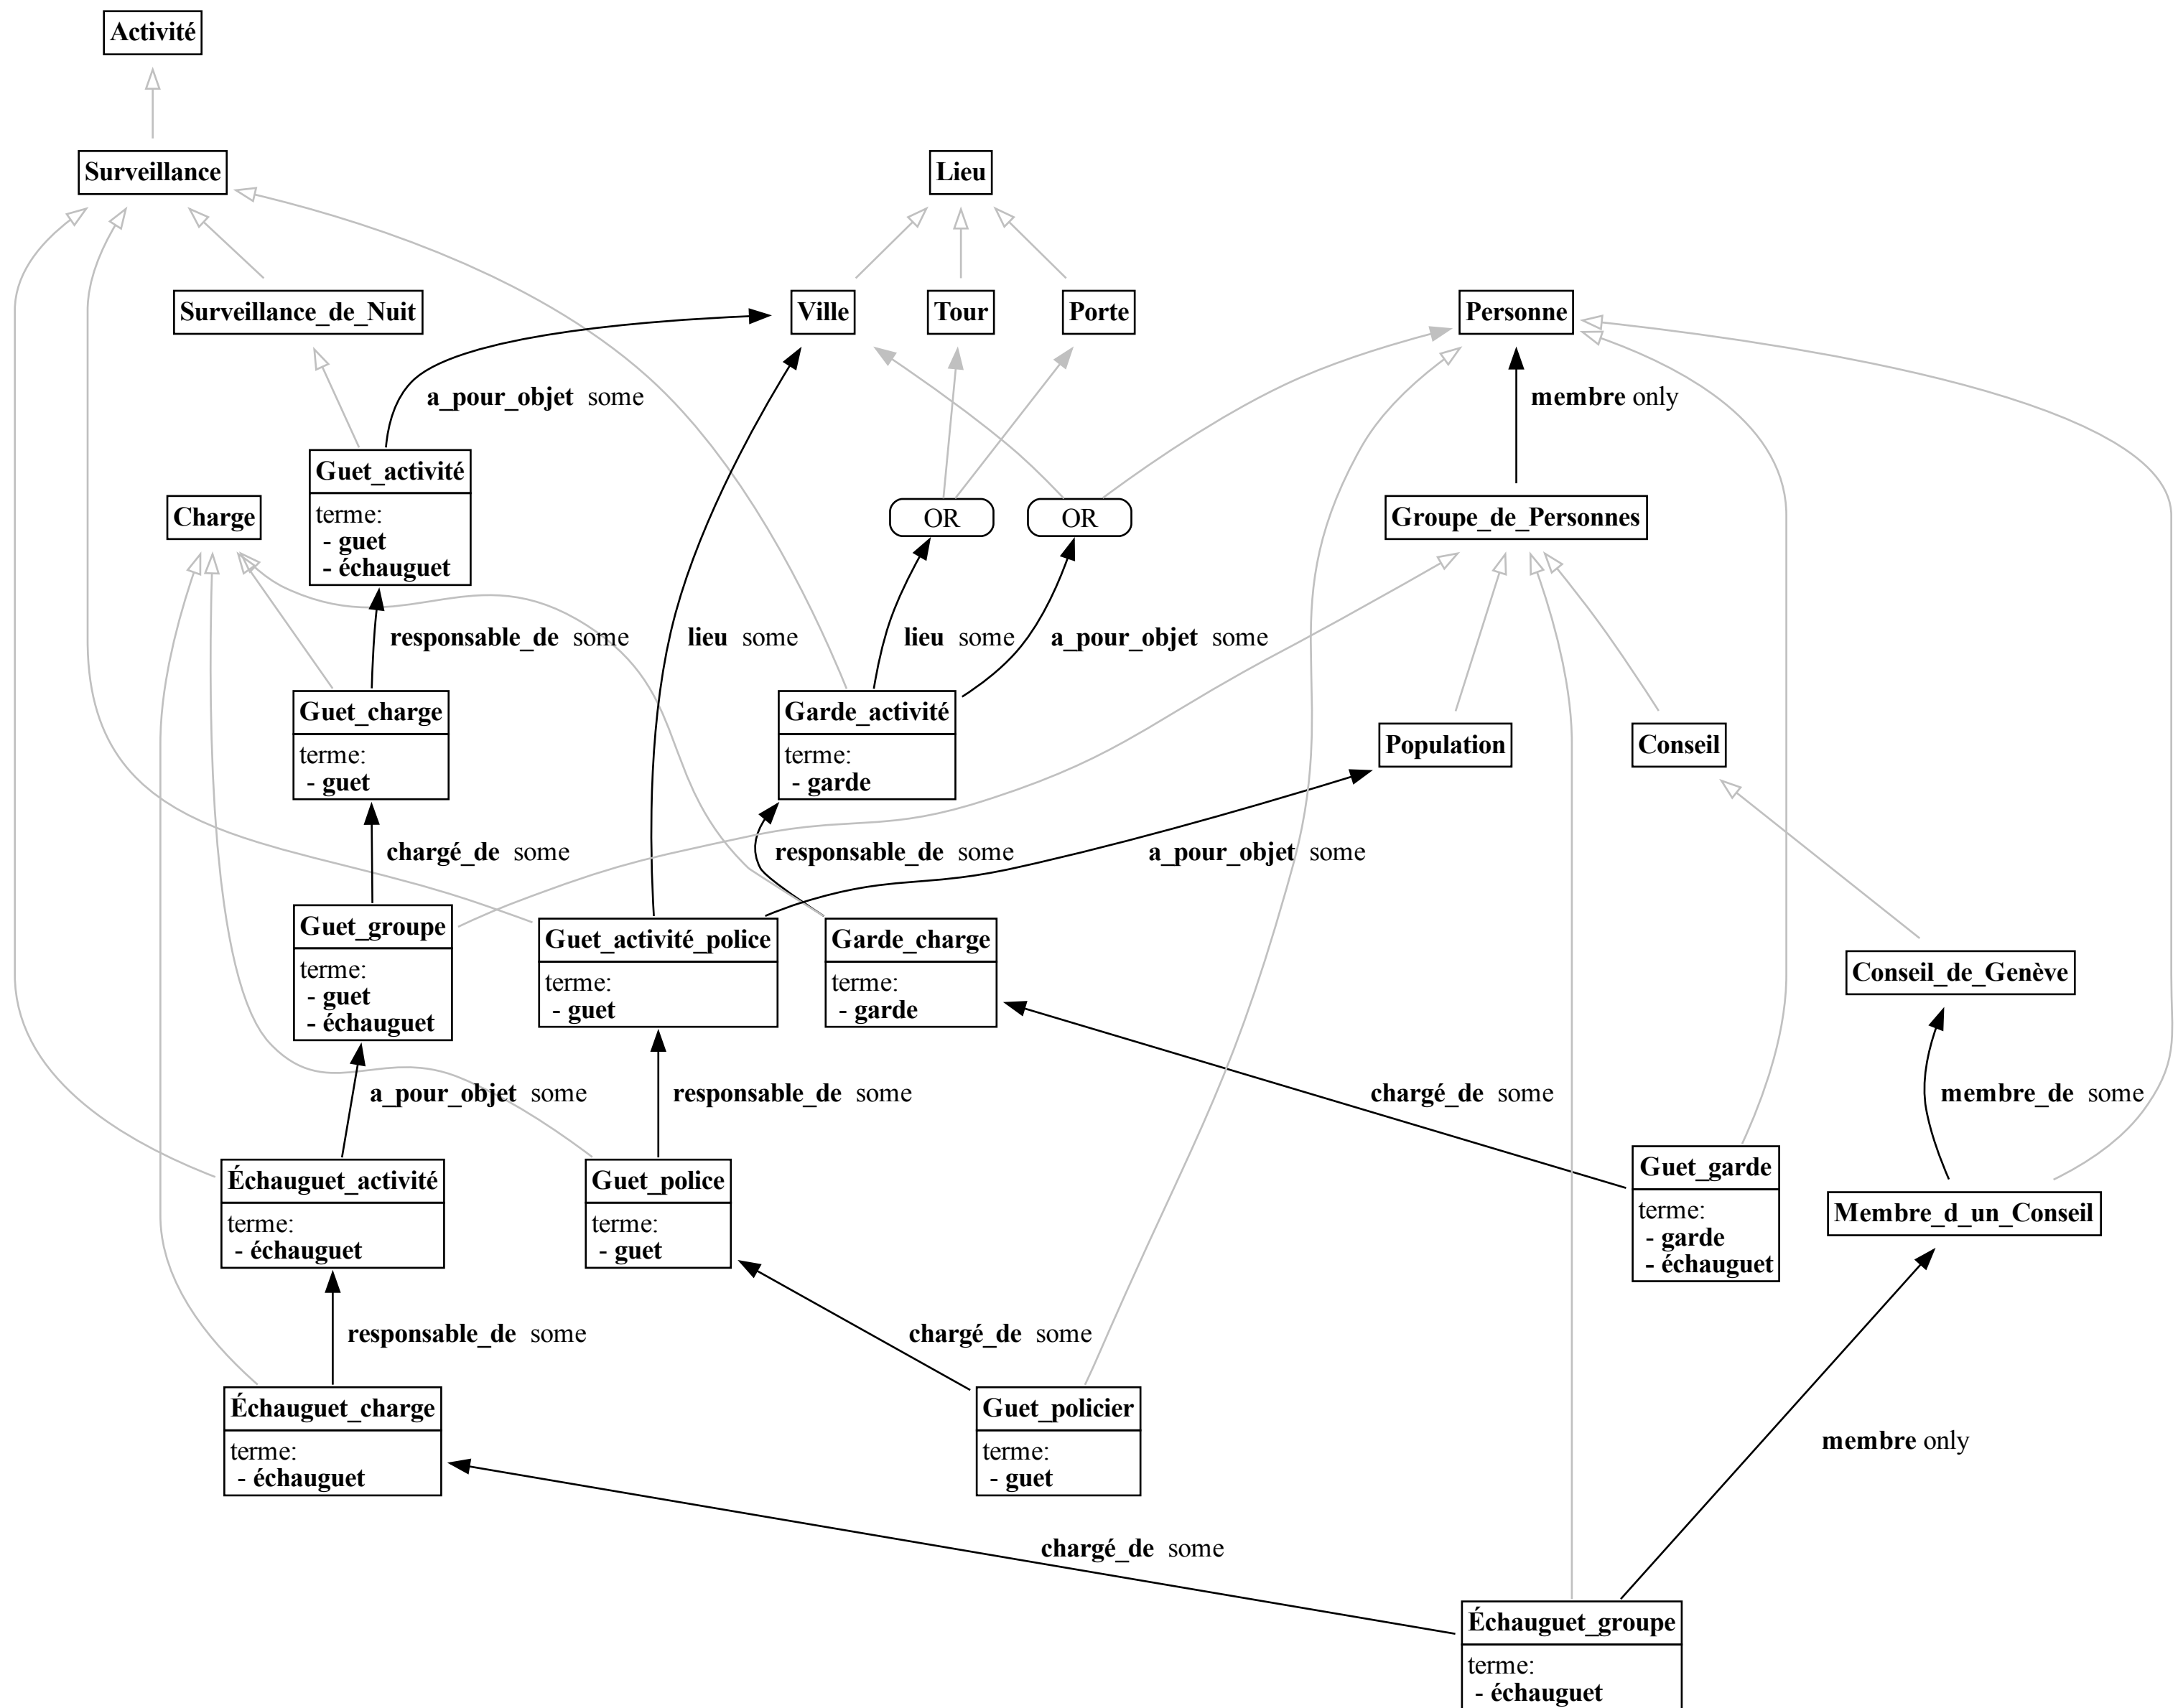 Activité
Surveillance
Lieu
Surveillance_de_Nuit
Ville
Tour
Porte
Personne
a_pour_objet some
membre only
Guet_activité
terme:
- guet
- échauguet
Charge
OR
OR
Groupe_de_Personnes
responsable_de some
lieu some
lieu some
a_pour_objet some
Guet_charge
terme:
- guet
Garde_activité
terme:
- garde
Population
Conseil
chargé_de some
responsable_de some
a_pour_objet some
Guet_groupe
terme:
- guet
- échauguet
Guet_activité_police
terme:
- guet
Garde_charge
terme:
- garde
Conseil_de_Genève
a_pour_objet some
responsable_de some
chargé_de some
membre_de some
Échauguet_activité
terme:
- échauguet
Guet_police
terme:
- guet
Guet_garde
terme:
- garde
- échauguet
Membre_d_un_Conseil
responsable_de some
chargé_de some
Échauguet_charge
terme:
- échauguet
Guet_policier
terme:
- guet
membre only
chargé_de some
Échauguet_groupe
terme:
- échauguet